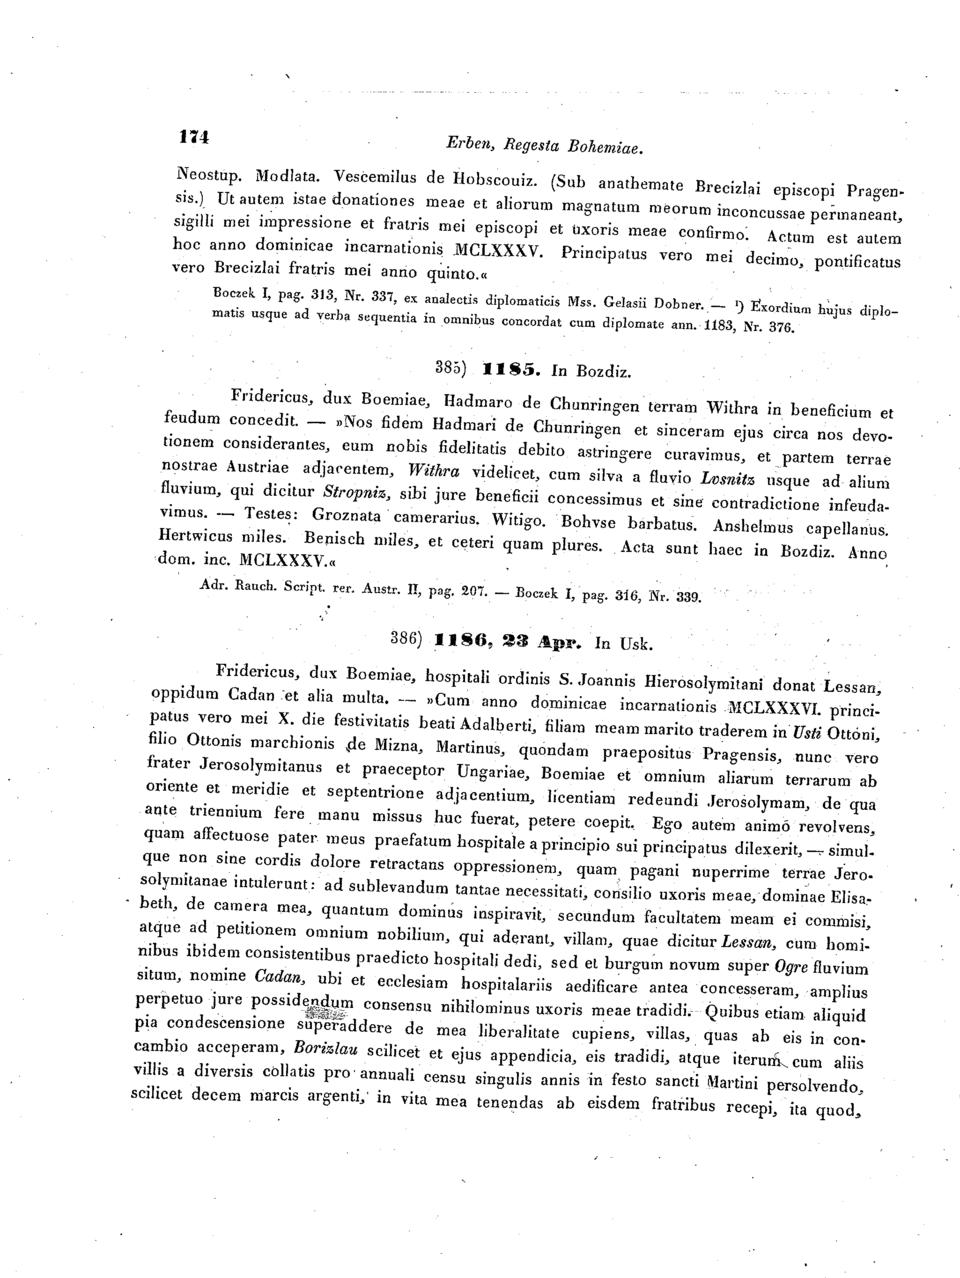 174
Erben, Regesta Bohemiae.
Neostup. Modlata. Vescemilus de Hobscouiz. (Sub anathemate Brecizlai episcopi Pragen-
sis.) Ut autem istae donationes meae et aliorum magnatum meorum inconcussae permaneant,
sigilli mei impressione et fratris mei episcopi et uxoris meae confirmo. Actum est autem
hoc anno dominicae incarnationis MCLXXXV. Principatus vero mei decimo, pontificatus
vero Brecizlai fratris mei anno quinto.«
Boczek I, pag. 313, Nr. 337, ex analectis diplomaticis Mss. Gelasii Dobner. — ¹) Exordium hujus diplo-
matis usque ad verba sequentia in omnibus concordat cum diplomate ann. 1183, Nr. 376.
385) 1185. In Bozdiz.
Fridericus, dux Boemiae, Hadmaro de Chunringen terram Withra in beneficium et
feudum concedit. — »Nos fidem Hadmari de Chunringen et sinceram ejus circa nos devo-
tionem considerantes, eum nobis fidelitatis debito astringere curavimus, et partem terrae
nostrae Austriae adjacentem, Withra videlicet, cum silva a fluvio Losnitz usque ad alium
fluvium, qui dicitur Stropniz, sibi jure beneficii concessimus et sine contradictione infeuda-
vimus. — Testes: Groznata camerarius. Witigo. Bohvse barbatus. Anshelmus capellanus.
Hertwicus miles. Benisch miles, et ceteri quam plures. Acta sunt haec in Bozdiz. Anno
dom. inc. MCLXXXV.«
Adr. Rauch. Script. rer. Austr. II, pag. 207. — Boczek I, pag. 316, Nr. 339.
386) 1186, 23 Apr. In Usk.
Fridericus, dux Boemiae, hospitali ordinis S. Joannis Hierosolymitani donat Lessan,
oppidum Cadan et alia multa. — »Cum anno dominicae incarnationis MCLXXXVI. princi-
patus vero mei X. die festivitatis beati Adalberti, filiam meam marito traderem in Usti Ottoni,
filio Ottonis marchionis de Mizna, Martinus, quondam praepositus Pragensis, nunc vero
frater Jerosolymitanus et praeceptor Ungariae, Boemiae et omnium aliarum terrarum ab
oriente et meridie et septentrione adjacentium, licentiam redeundi Jerosolymam, de qua
ante triennium fere manu missus huc fuerat, petere coepit. Ego autem animo revolvens,
quam affectuose pater meus praefatum hospitale a principio sui principatus dilexerit, — simul-
que non sine cordis dolore retractans oppressionem, quam pagani nuperrime terrae Jero-
solymitanae intulerunt: ad sublevandum tantae necessitati, consilio uxoris meae, dominae Elisa-
beth, de camera mea, quantum dominus inspiravit, secundum facultatem meam ei commisi,
atque ad petitionem omnium nobilium, qui aderant, villam, quae dicitur Lessan, cum homi-
nibus ibidem consistentibus praedicto hospitali dedi, sed et burgum novum super Ogre fluvium
situm, nomine Cadan, ubi et ecclesiam hospitalariis aedificare antea concesseram, amplius
perpetuo jure possidendum consensu nihilominus uxoris meae tradidi. Quibus etiam aliquid
pia condescensione superaddere de mea liberalitate cupiens, villas, quas ab eis in con-
cambio acceperam, Borizlau scilicet et ejus appendicia, eis tradidi, atque iterum cum aliis
villis a diversis collatis pro annuali censu singulis annis in festo sancti Martini persolvendo,
scilicet decem marcis argenti, in vita mea tenendas ab eisdem fratribus recepi, ita quod,